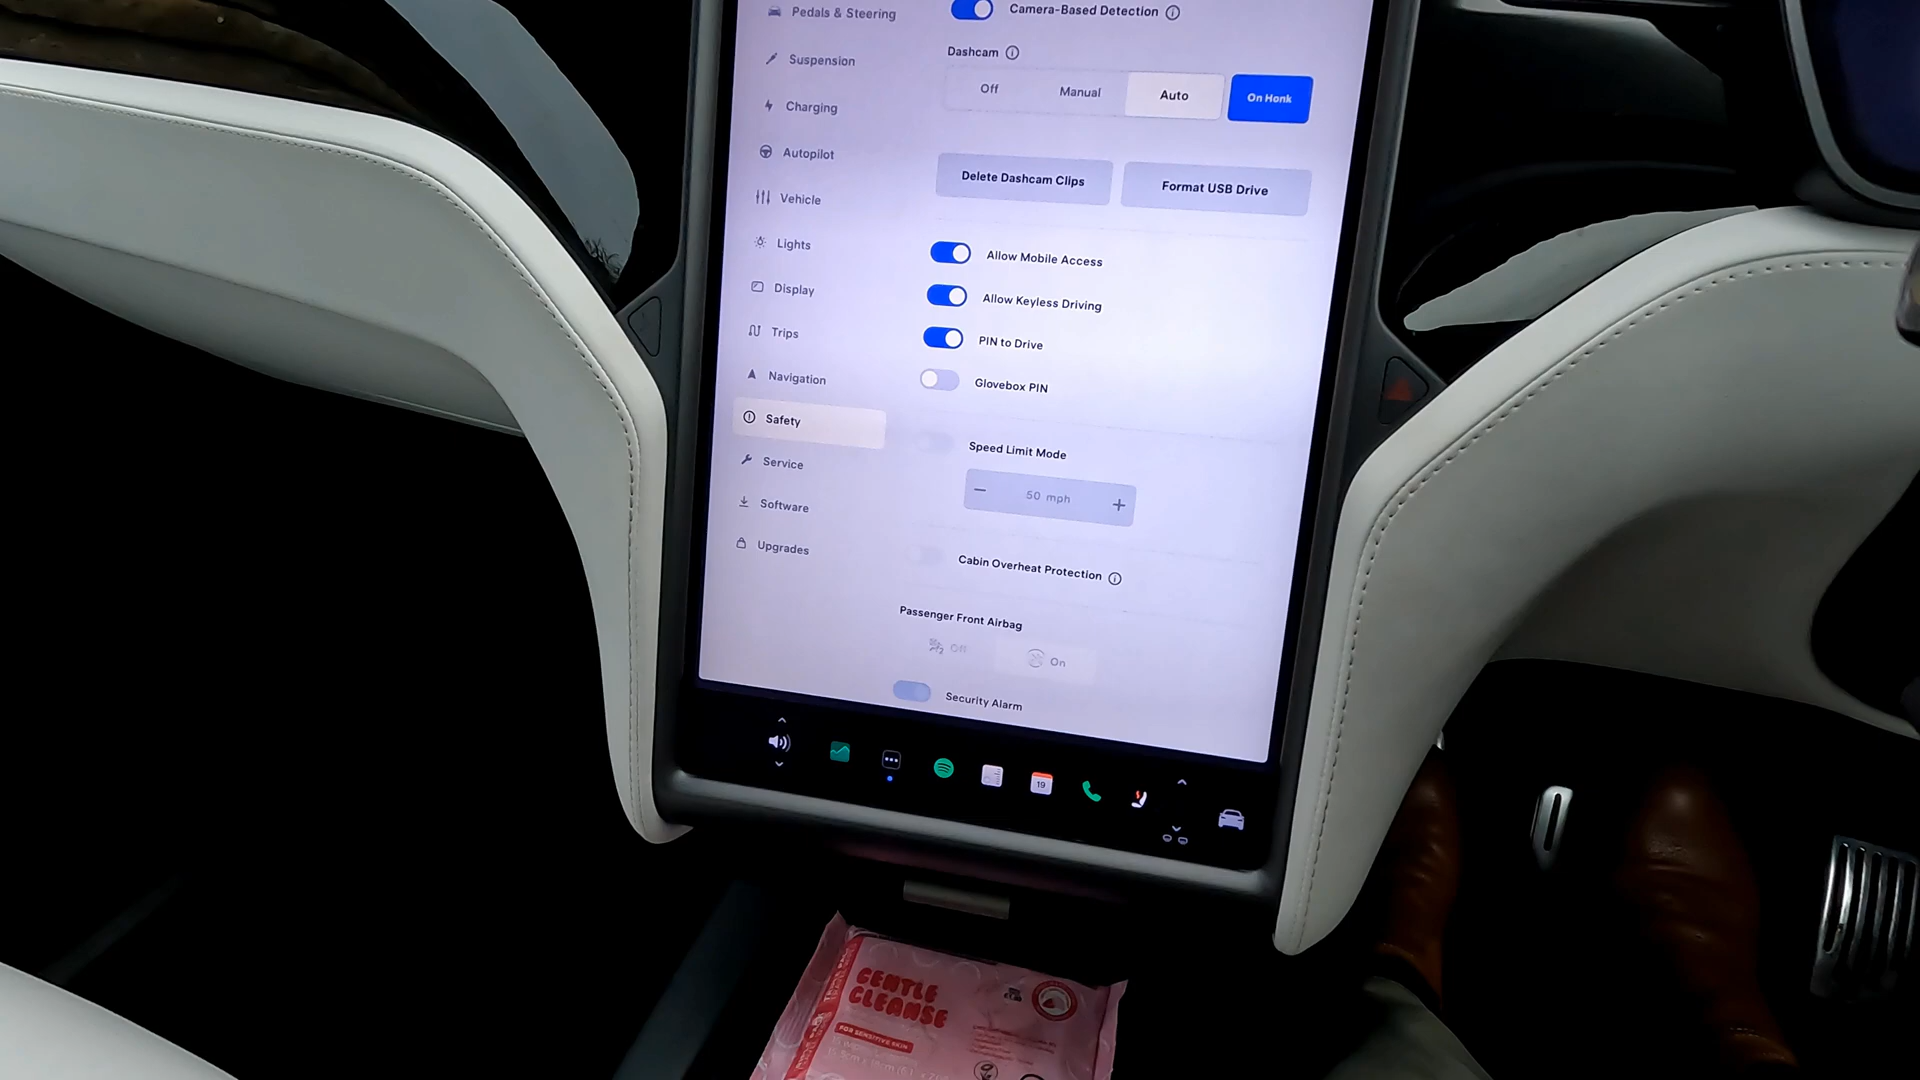 Pedals & Steering
Suspension
Charging
Autopilot
Vehicle
Lights
Display
Trips
Navigation
Safety
Service
Software
Upgrades
Camera-Based Detection
Dashcam
Off Manual Auto On Honk
Delete Dashcam Clips Format USB Drive
Allow Mobile Access
Allow Keyless Driving
PIN to Drive
Glovebox PIN
Speed Limit Mode
− 50 mph +
Cabin Overheat Protection
Passenger Front Airbag
Off On
Security Alarm
19
GENTLE
CLEANSE
FOR SENSITIVE SKIN